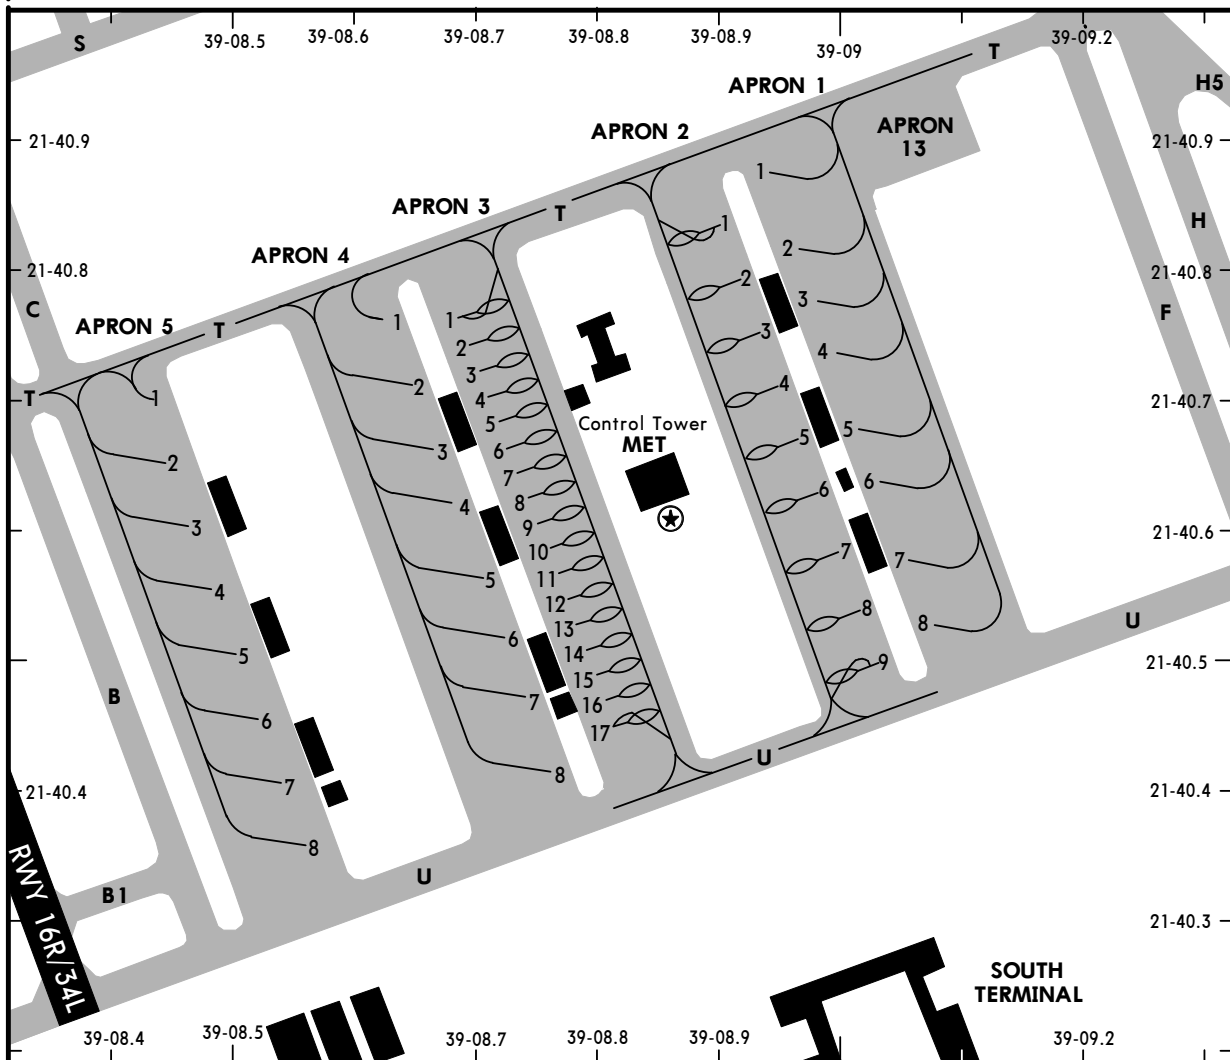 S
39-08.5
39-08.6
39-08.7
39-08.8
39-08.9
39-09
39-09.2
T
H5
APRON 1
APRON 2
APRON
13
21-40.9
21-40.9
APRON 3
T
H
APRON 4
21-40.8
21-40.8
C
F
APRON 5
T
T
21-40.7
1
2
3
4
5
6
7
8
1
2
3
4
5
6
7
8
1
2
3
4
5
6
7
8
9
10
11
12
13
14
15
16
17
1
2
3
4
5
6
7
8
9
1
2
3
4
5
6
7
8
Control Tower
MET
21-40.6
U
21-40.5
B
U
21-40.4
21-40.4
U
B1
RWY 16R/34L
21-40.3
SOUTH
TERMINAL
39-08.4
39-08.5
39-08.7
39-08.8
39-08.9
39-09.2